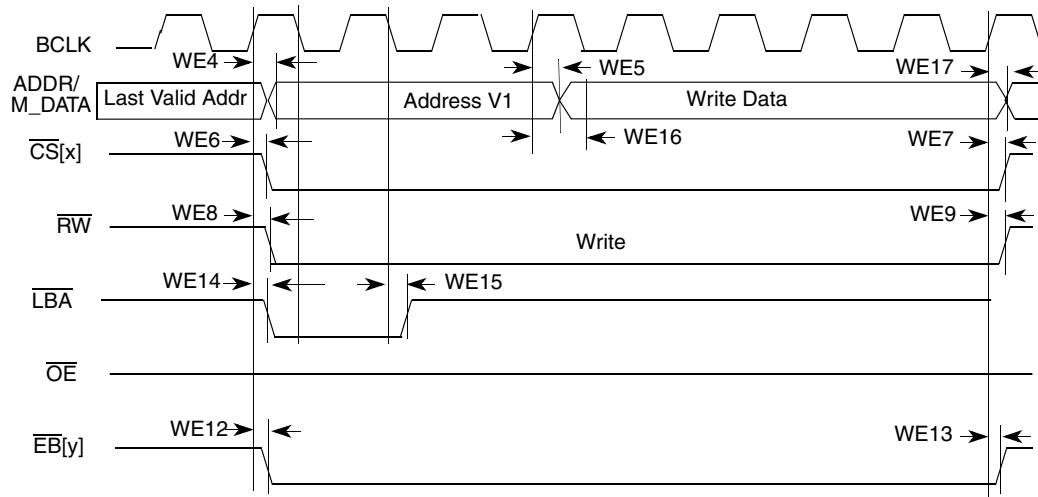 BCLK
WE4
WE5
WE17
ADDR/
M_DATA
Last Valid Addr
Address V1
Write Data
WE6
WE16
WE7
CS[x]
WE8
WE9
RW
Write
WE14
WE15
LBA
OE
WE12
WE13
EB[y]